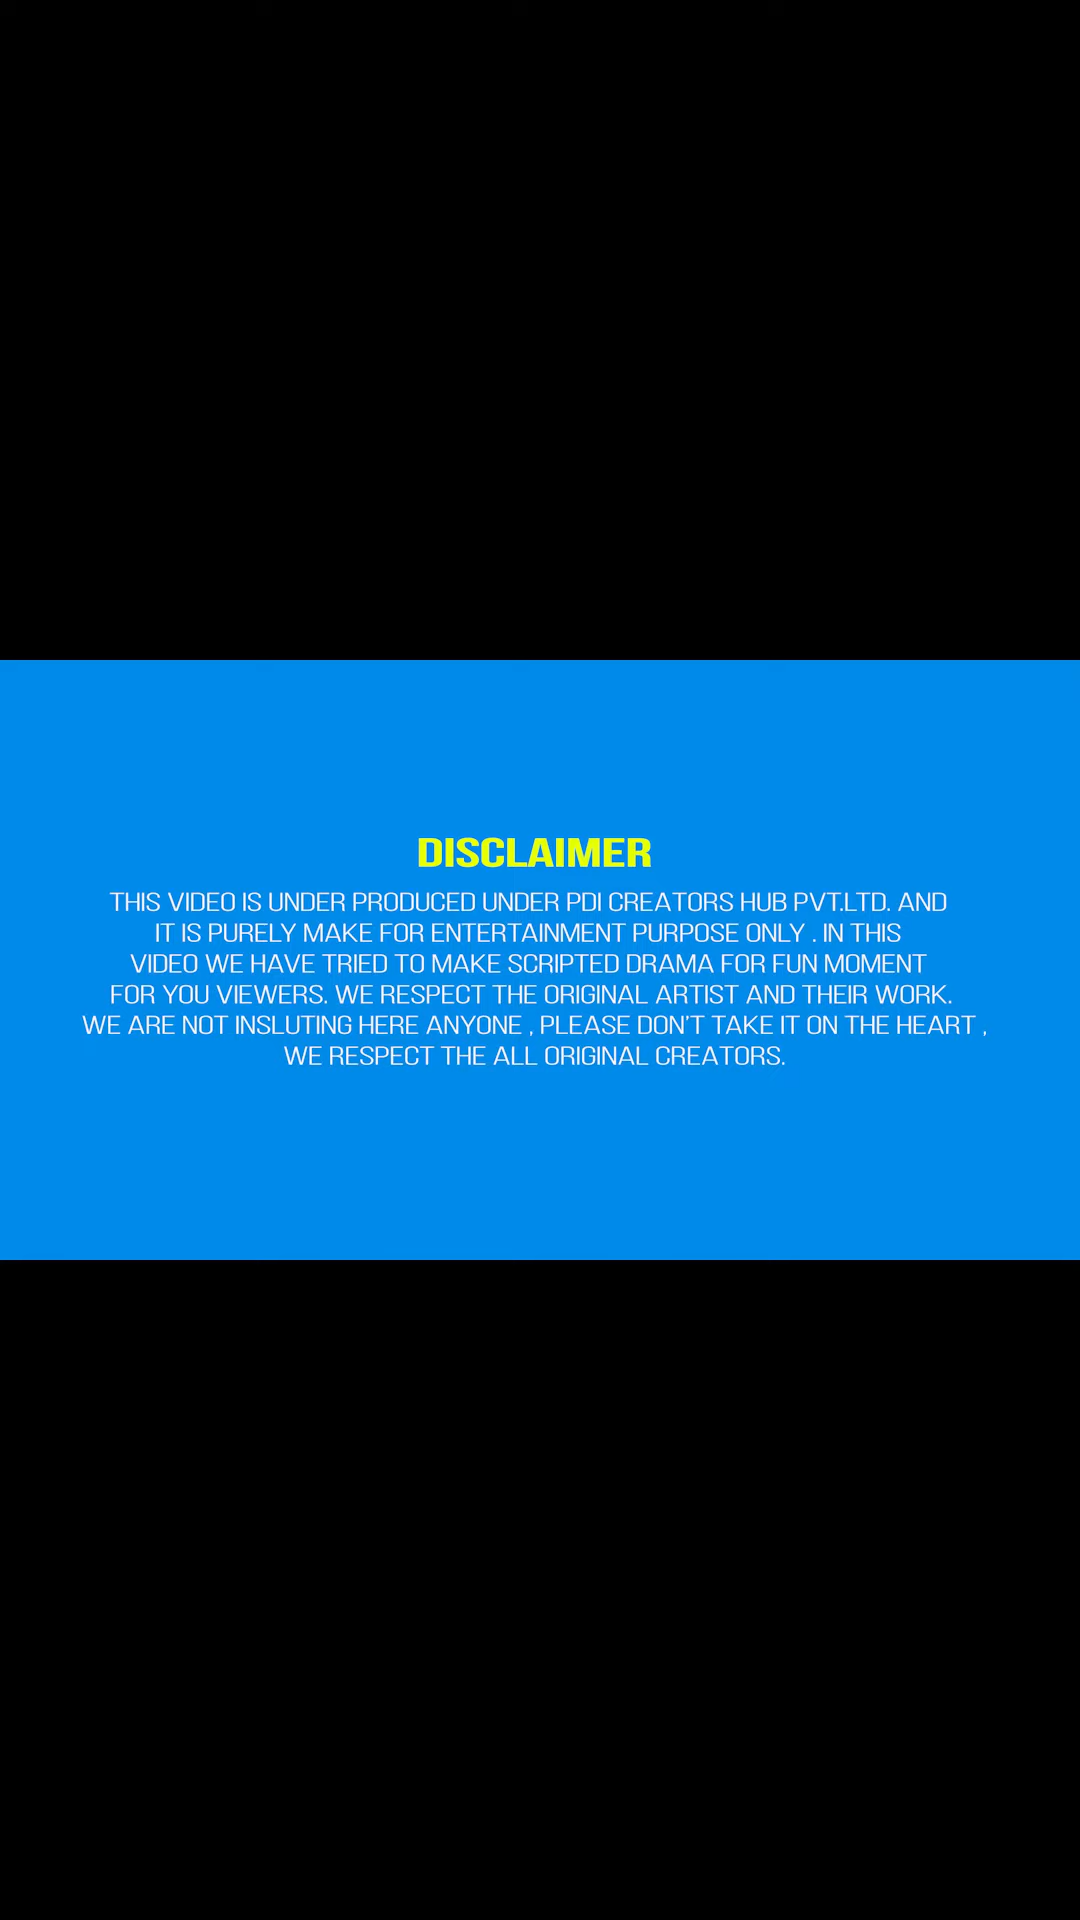 DISCLAIMER
THIS VIDEO IS UNDER PRODUCED UNDER PDI CREATORS HUB PVT.LTD. AND
IT IS PURELY MAKE FOR ENTERTAINMENT PURPOSE ONLY . IN THIS
VIDEO WE HAVE TRIED TO MAKE SCRIPTED DRAMA FOR FUN MOMENT
FOR YOU VIEWERS. WE RESPECT THE ORIGINAL ARTIST AND THEIR WORK.
WE ARE NOT INSLUTING HERE ANYONE , PLEASE DON'T TAKE IT ON THE HEART ,
WE RESPECT THE ALL ORIGINAL CREATORS.